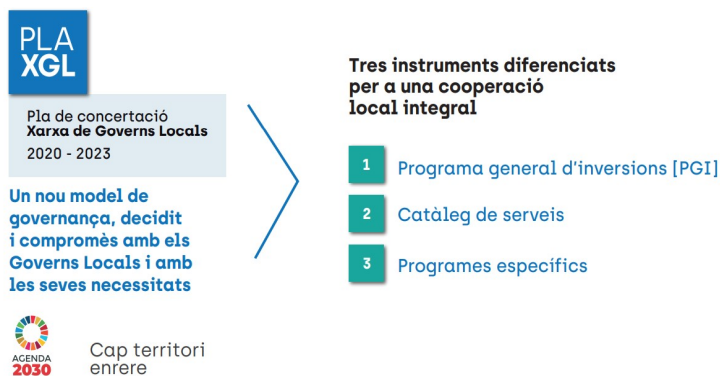 PLA
XGL
Pla de concertació
Xarxa de Governs Locals
2020 - 2023
Un nou model de
governança, decidit
i compromès amb els
Governs Locals i amb
les seves necessitats
AGENDA
2030
Cap territori
enrere
Tres instruments diferenciats
per a una cooperació
local integral
1 Programa general d'inversions [PGI]
2 Catàleg de serveis
3 Programes específics